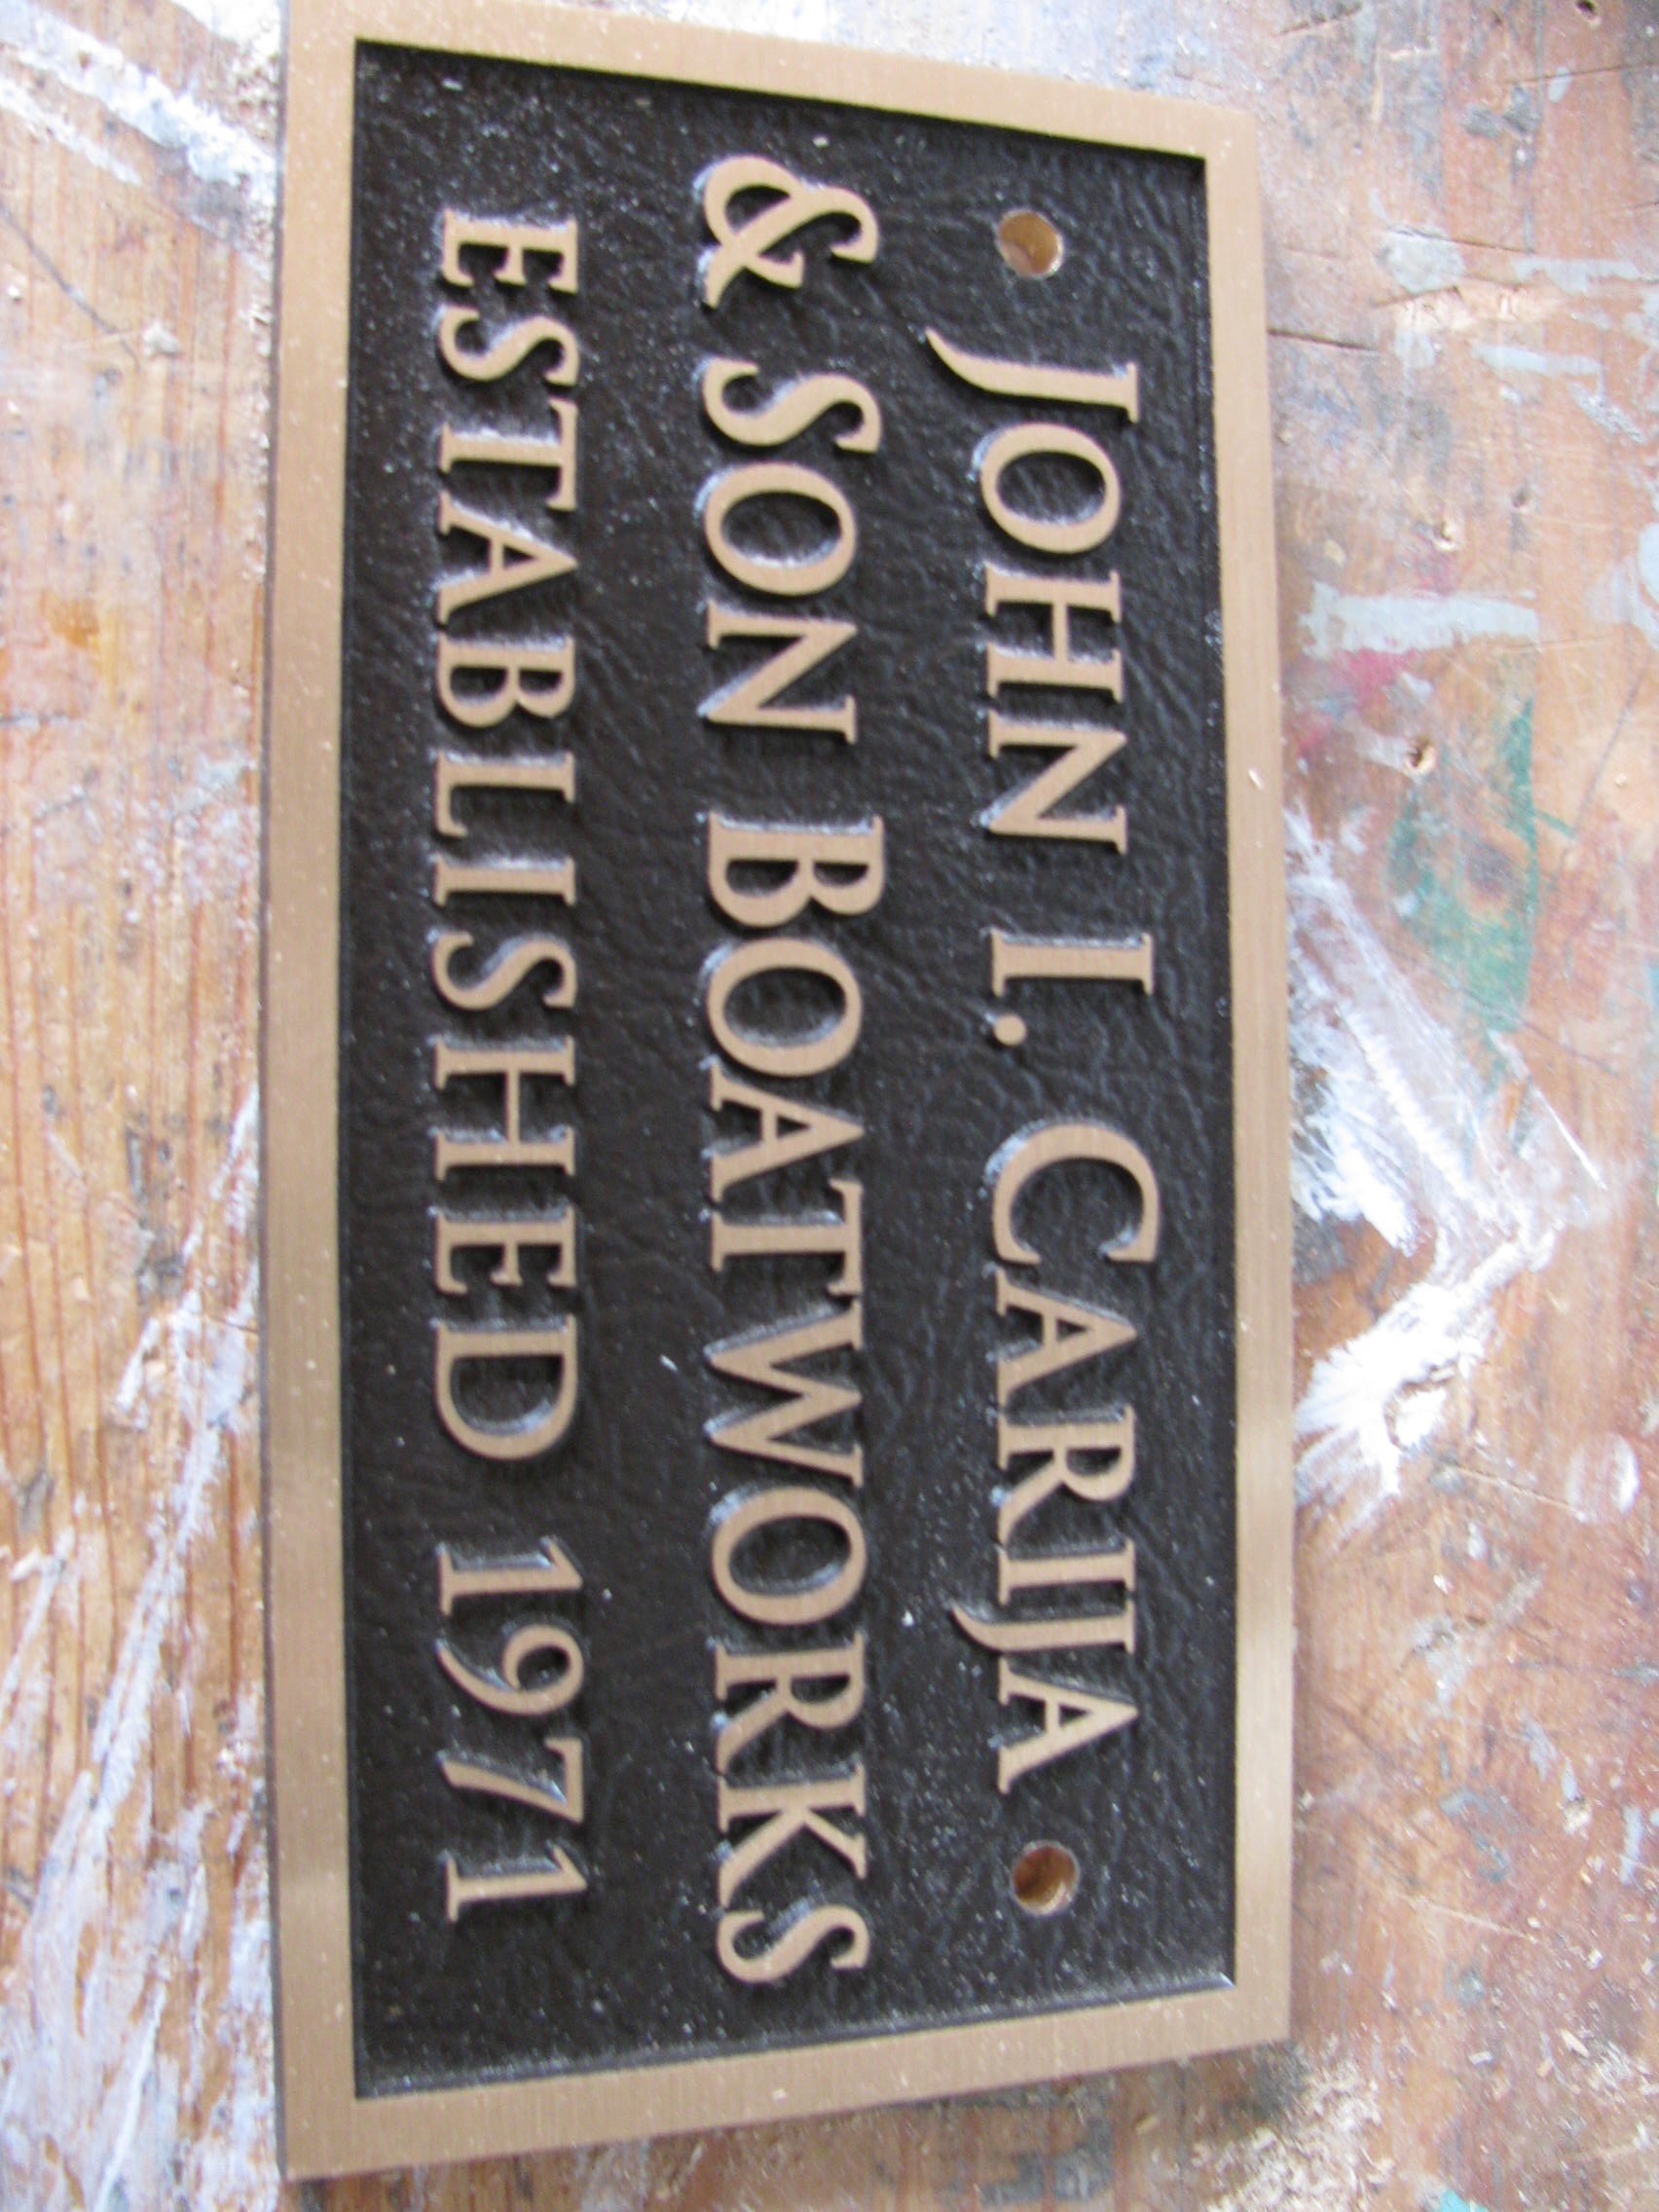 JOHN I. CARIJA
& SON BOATWORKS
ESTABLISHED 1971